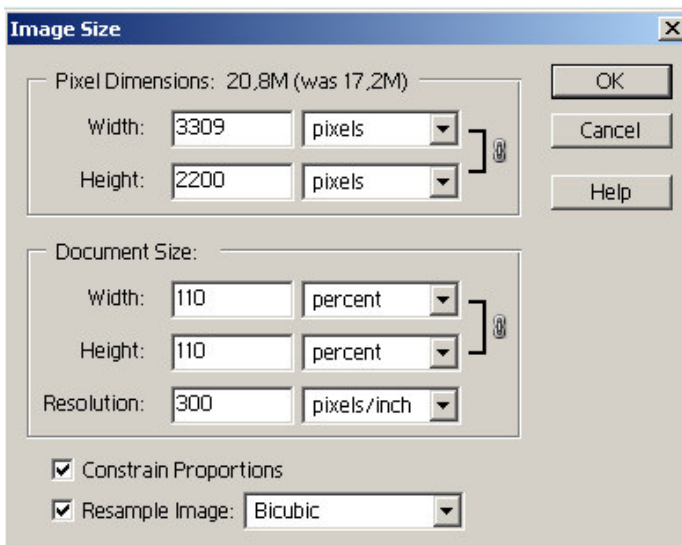 Image Size
Pixel Dimensions: 20,8M (was 17,2M)
OK
Width: 3309 pixels
Cancel
Height: 2200 pixels
Help
Document Size:
Width: 110 percent
Height: 110 percent
Resolution: 300 pixels/inch
Constrain Proportions
Resample Image: Bicubic